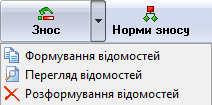 Знос Норми зносу
Формування відомостей
Перегляд відомостей
Розформування відомостей